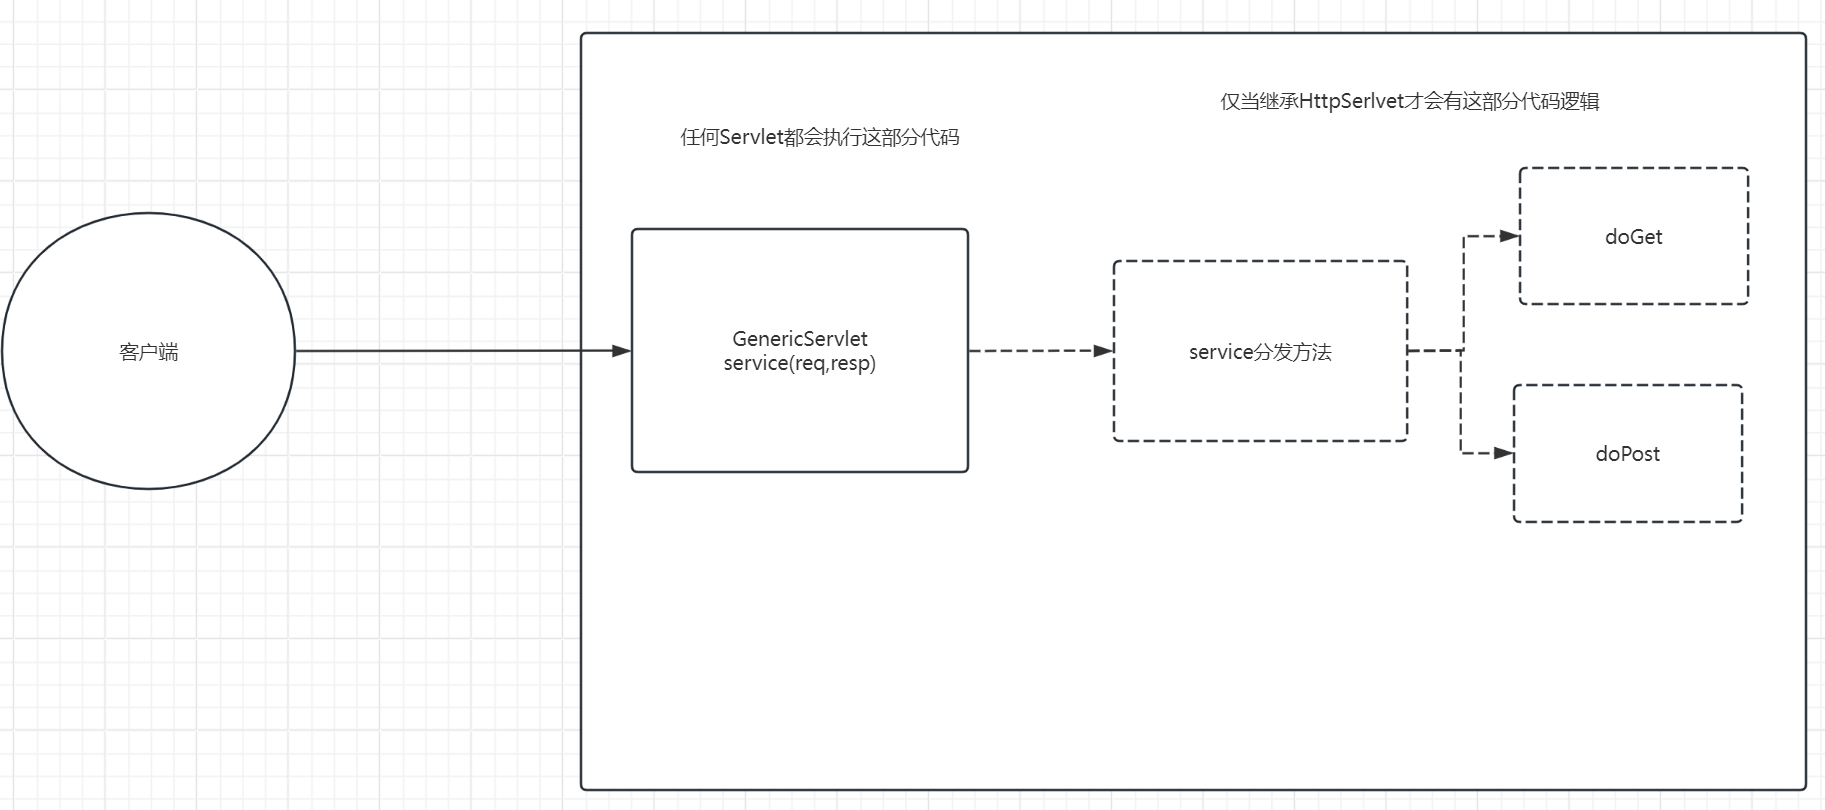 仅当继承HttpSerlvet才会有这部分代码逻辑
任何Servlet都会执行这部分代码
客户端
GenericServlet
service(req,resp)
service分发方法
doGet
doPost